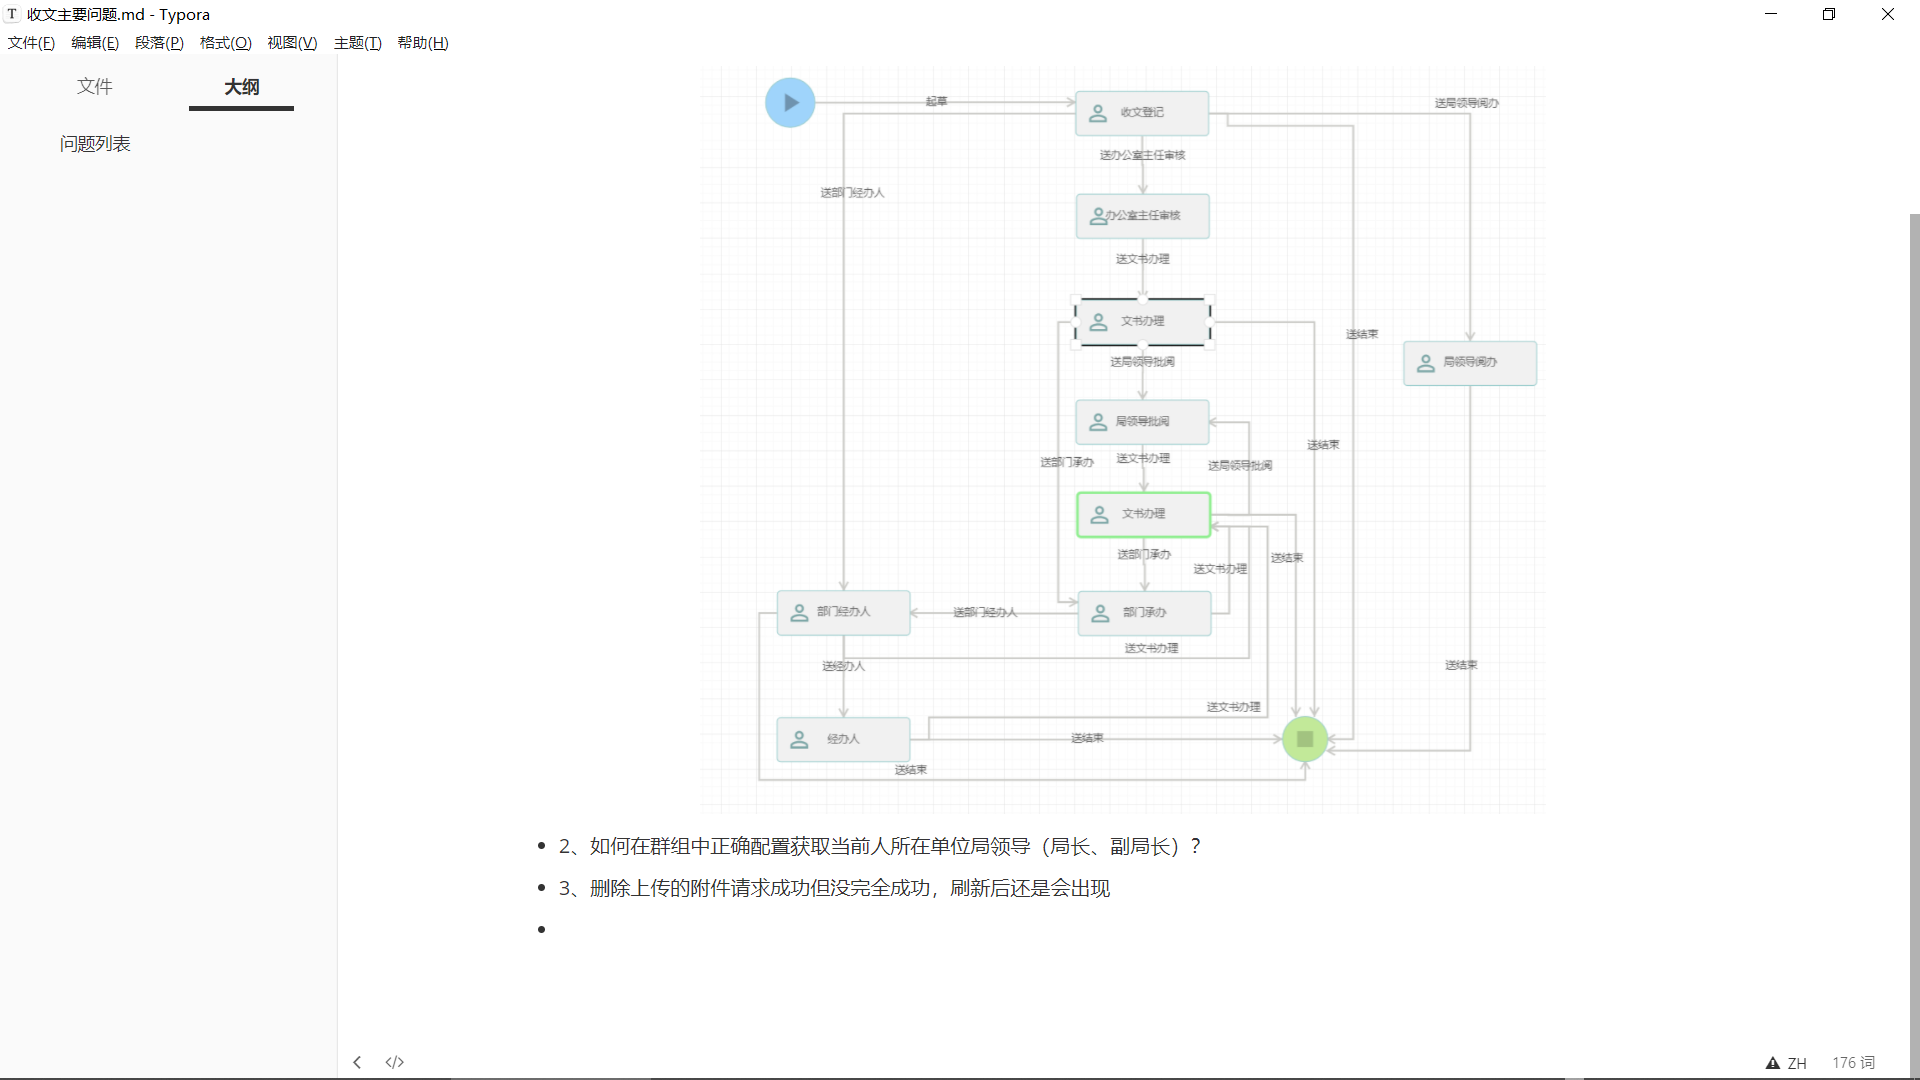 收文主要问题.md - Typora
文件(F) 编辑(E) 段落(P) 格式(O) 视图(V) 主题(T) 帮助(H)
文件 大纲
问题列表
起草
收文登记
送局领导阅办
送办公室主任审核
送部门经办人
办公室主任审核
送文书办理
文书办理
送结束
送局领导批阅
局领导阅办
局领导批阅
送结束
送部门承办
送文书办理
送局领导批阅
文书办理
送部门承办
送结束
送文书办理
部门经办人
送部门经办人
部门承办
送文书办理
送经办人
送结束
送文书办理
经办人
送结束
送结束
2、如何在群组中正确配置获取当前人所在单位局领导（局长、副局长）？
3、删除上传的附件请求成功但没完全成功，刷新后还是会出现
ZH 176 词